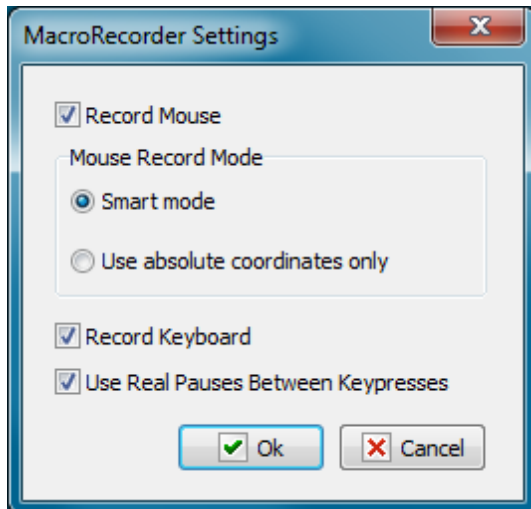 MacroRecorder Settings
Record Mouse
Mouse Record Mode
Smart mode
Use absolute coordinates only
Record Keyboard
Use Real Pauses Between Keypresses
Ok Cancel